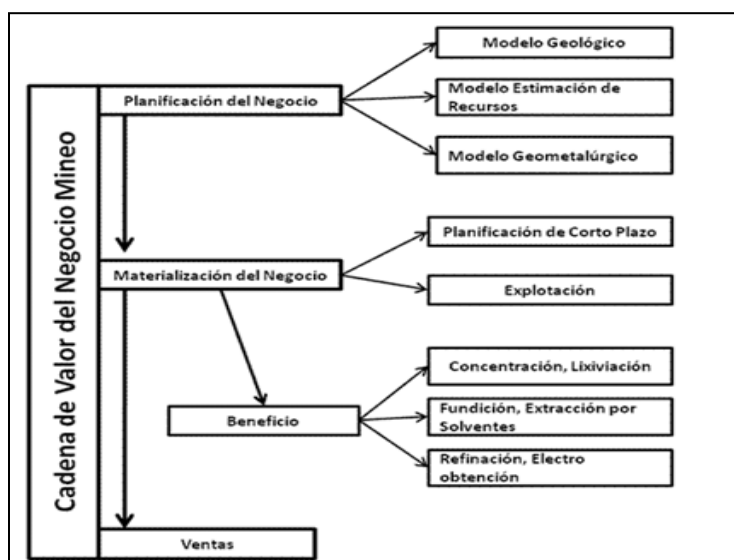 Cadena de Valor del Negocio Mineo
Planificación del Negocio
Modelo Geológico
Modelo Estimación de
Recursos
Modelo Geometalúrgico
Materialización del Negocio
Planificación de Corto Plazo
Explotación
Beneficio
Concentración, Lixiviación
Fundición, Extracción por
Solventes
Refinación, Electro
obtención
Ventas